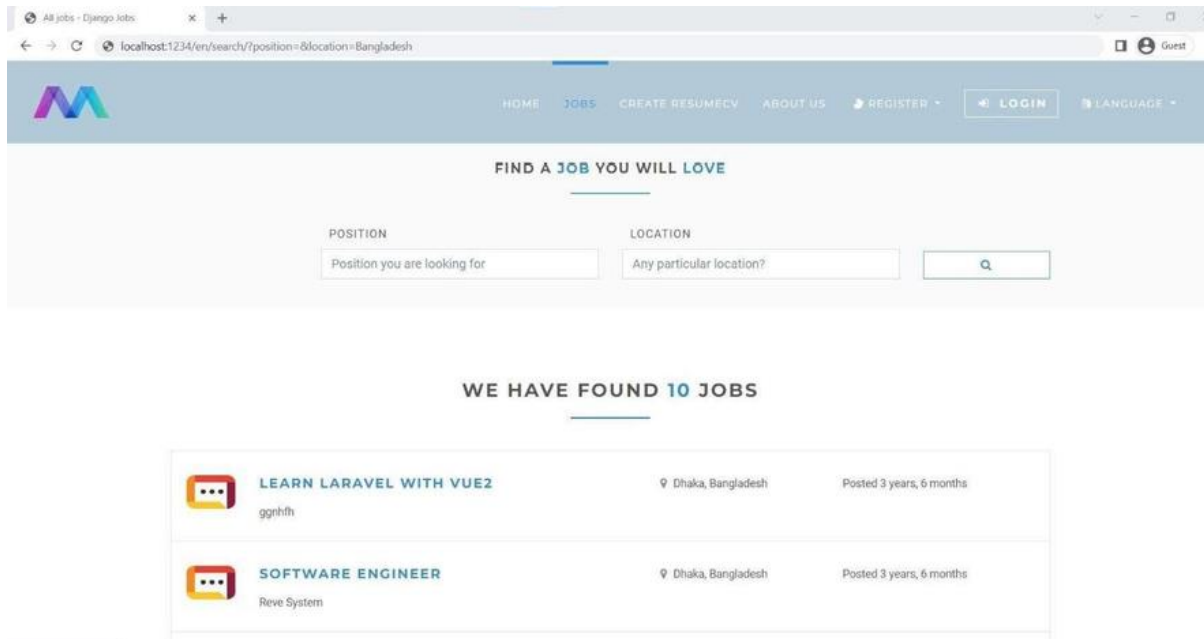 All jobs - Django Jobs
localhost:1234/en/search/?position=&location=Bangladesh
Guest
HOME JOBS CREATE RESUMECV ABOUT US REGISTER LOGIN LANGUAGE
FIND A JOB YOU WILL LOVE
POSITION LOCATION
Position you are looking for Any particular location?
WE HAVE FOUND 10 JOBS
LEARN LARAVEL WITH VUE2 Dhaka, Bangladesh Posted 3 years, 6 months
ggnhfh
SOFTWARE ENGINEER Dhaka, Bangladesh Posted 3 years, 6 months
Reve System